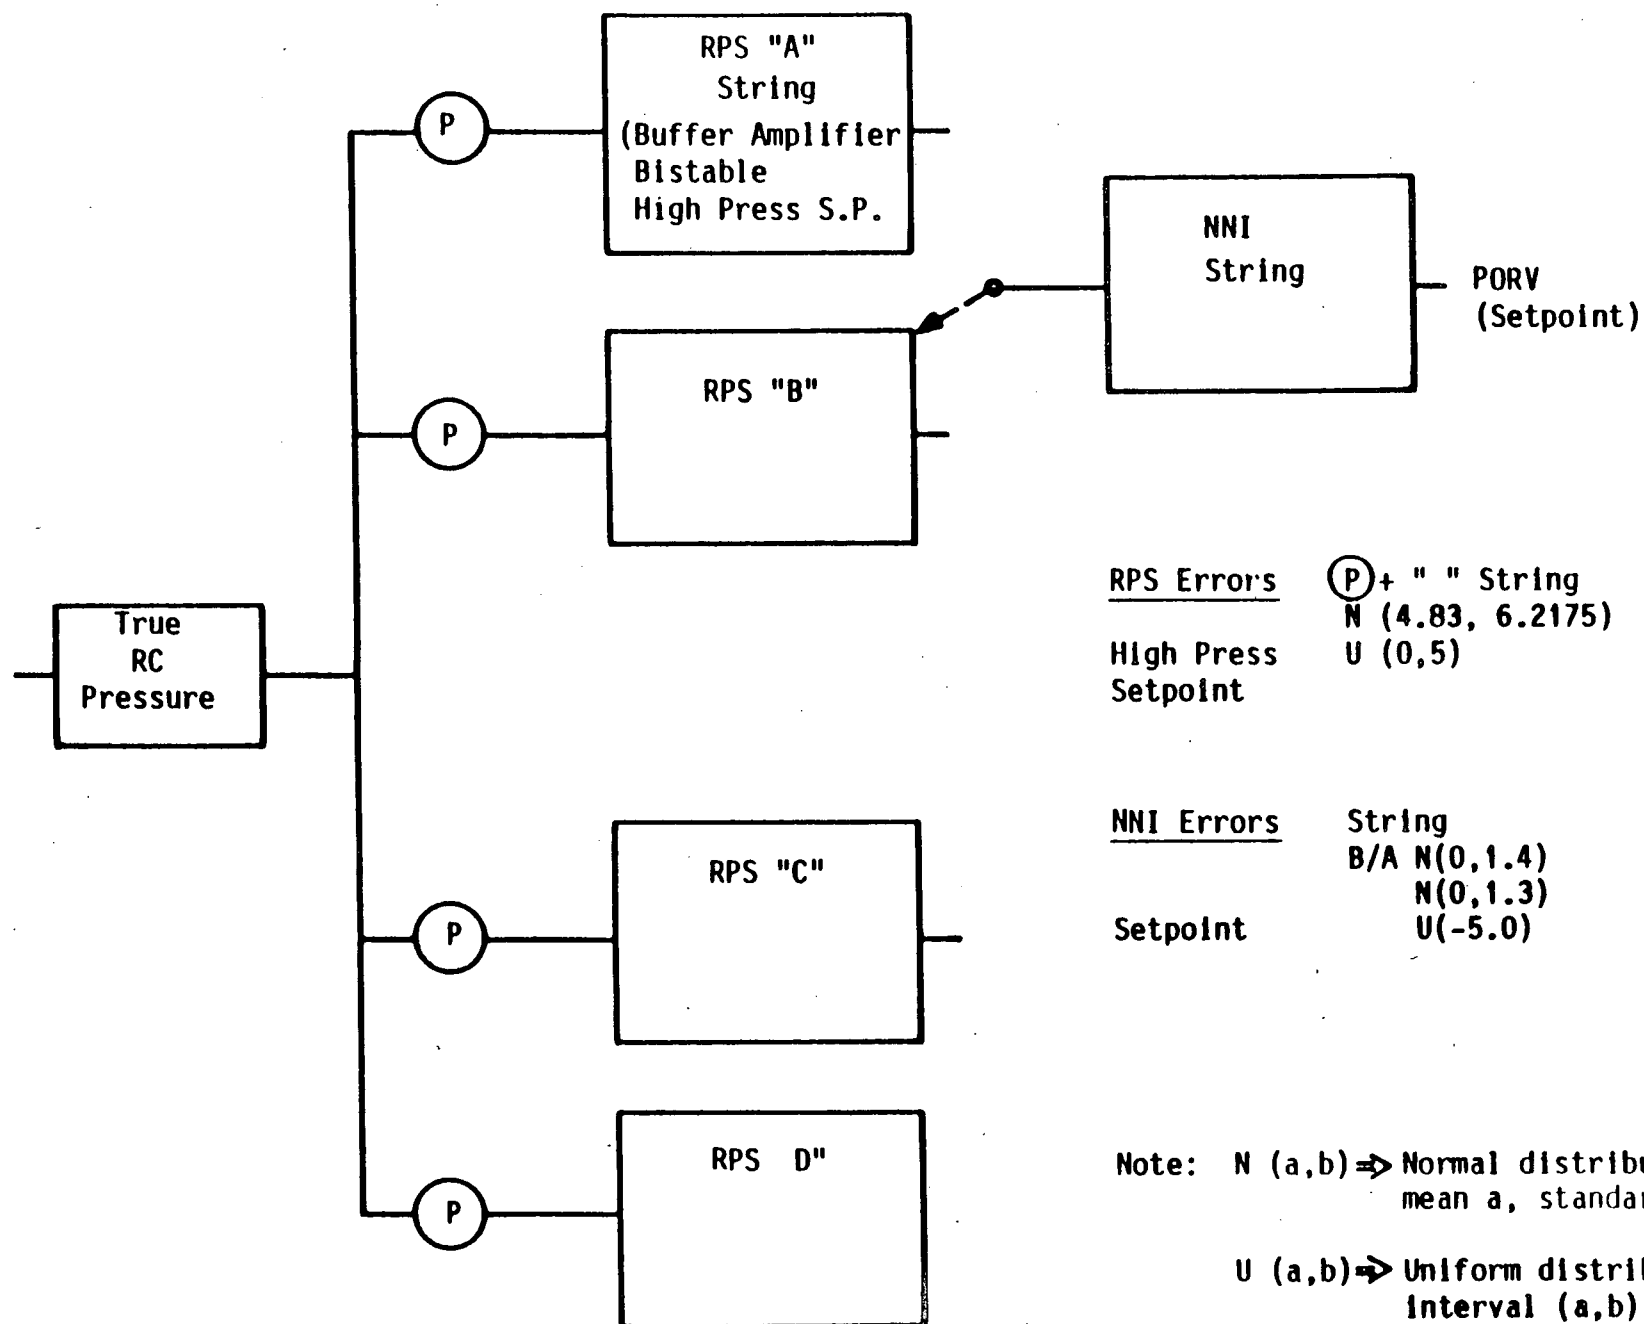 RPS "A"
String
(Buffer Amplifier
Bistable
High Press S.P.
P
NNI
String
PORV
(Setpoint)
RPS "B"
P
RPS Errors P + " " String
N (4.83, 6.2175)
High Press U (0,5)
Setpoint
True
RC
Pressure
NNI Errors String
B/A N(0,1.4)
N(0,1.3)
Setpoint U(-5.0)
RPS "C"
P
RPS D"
P
Note: N (a,b) ⇒ Normal distribu
mean a, standar
U (a,b) ⇒ Uniform distril
interval (a,b)